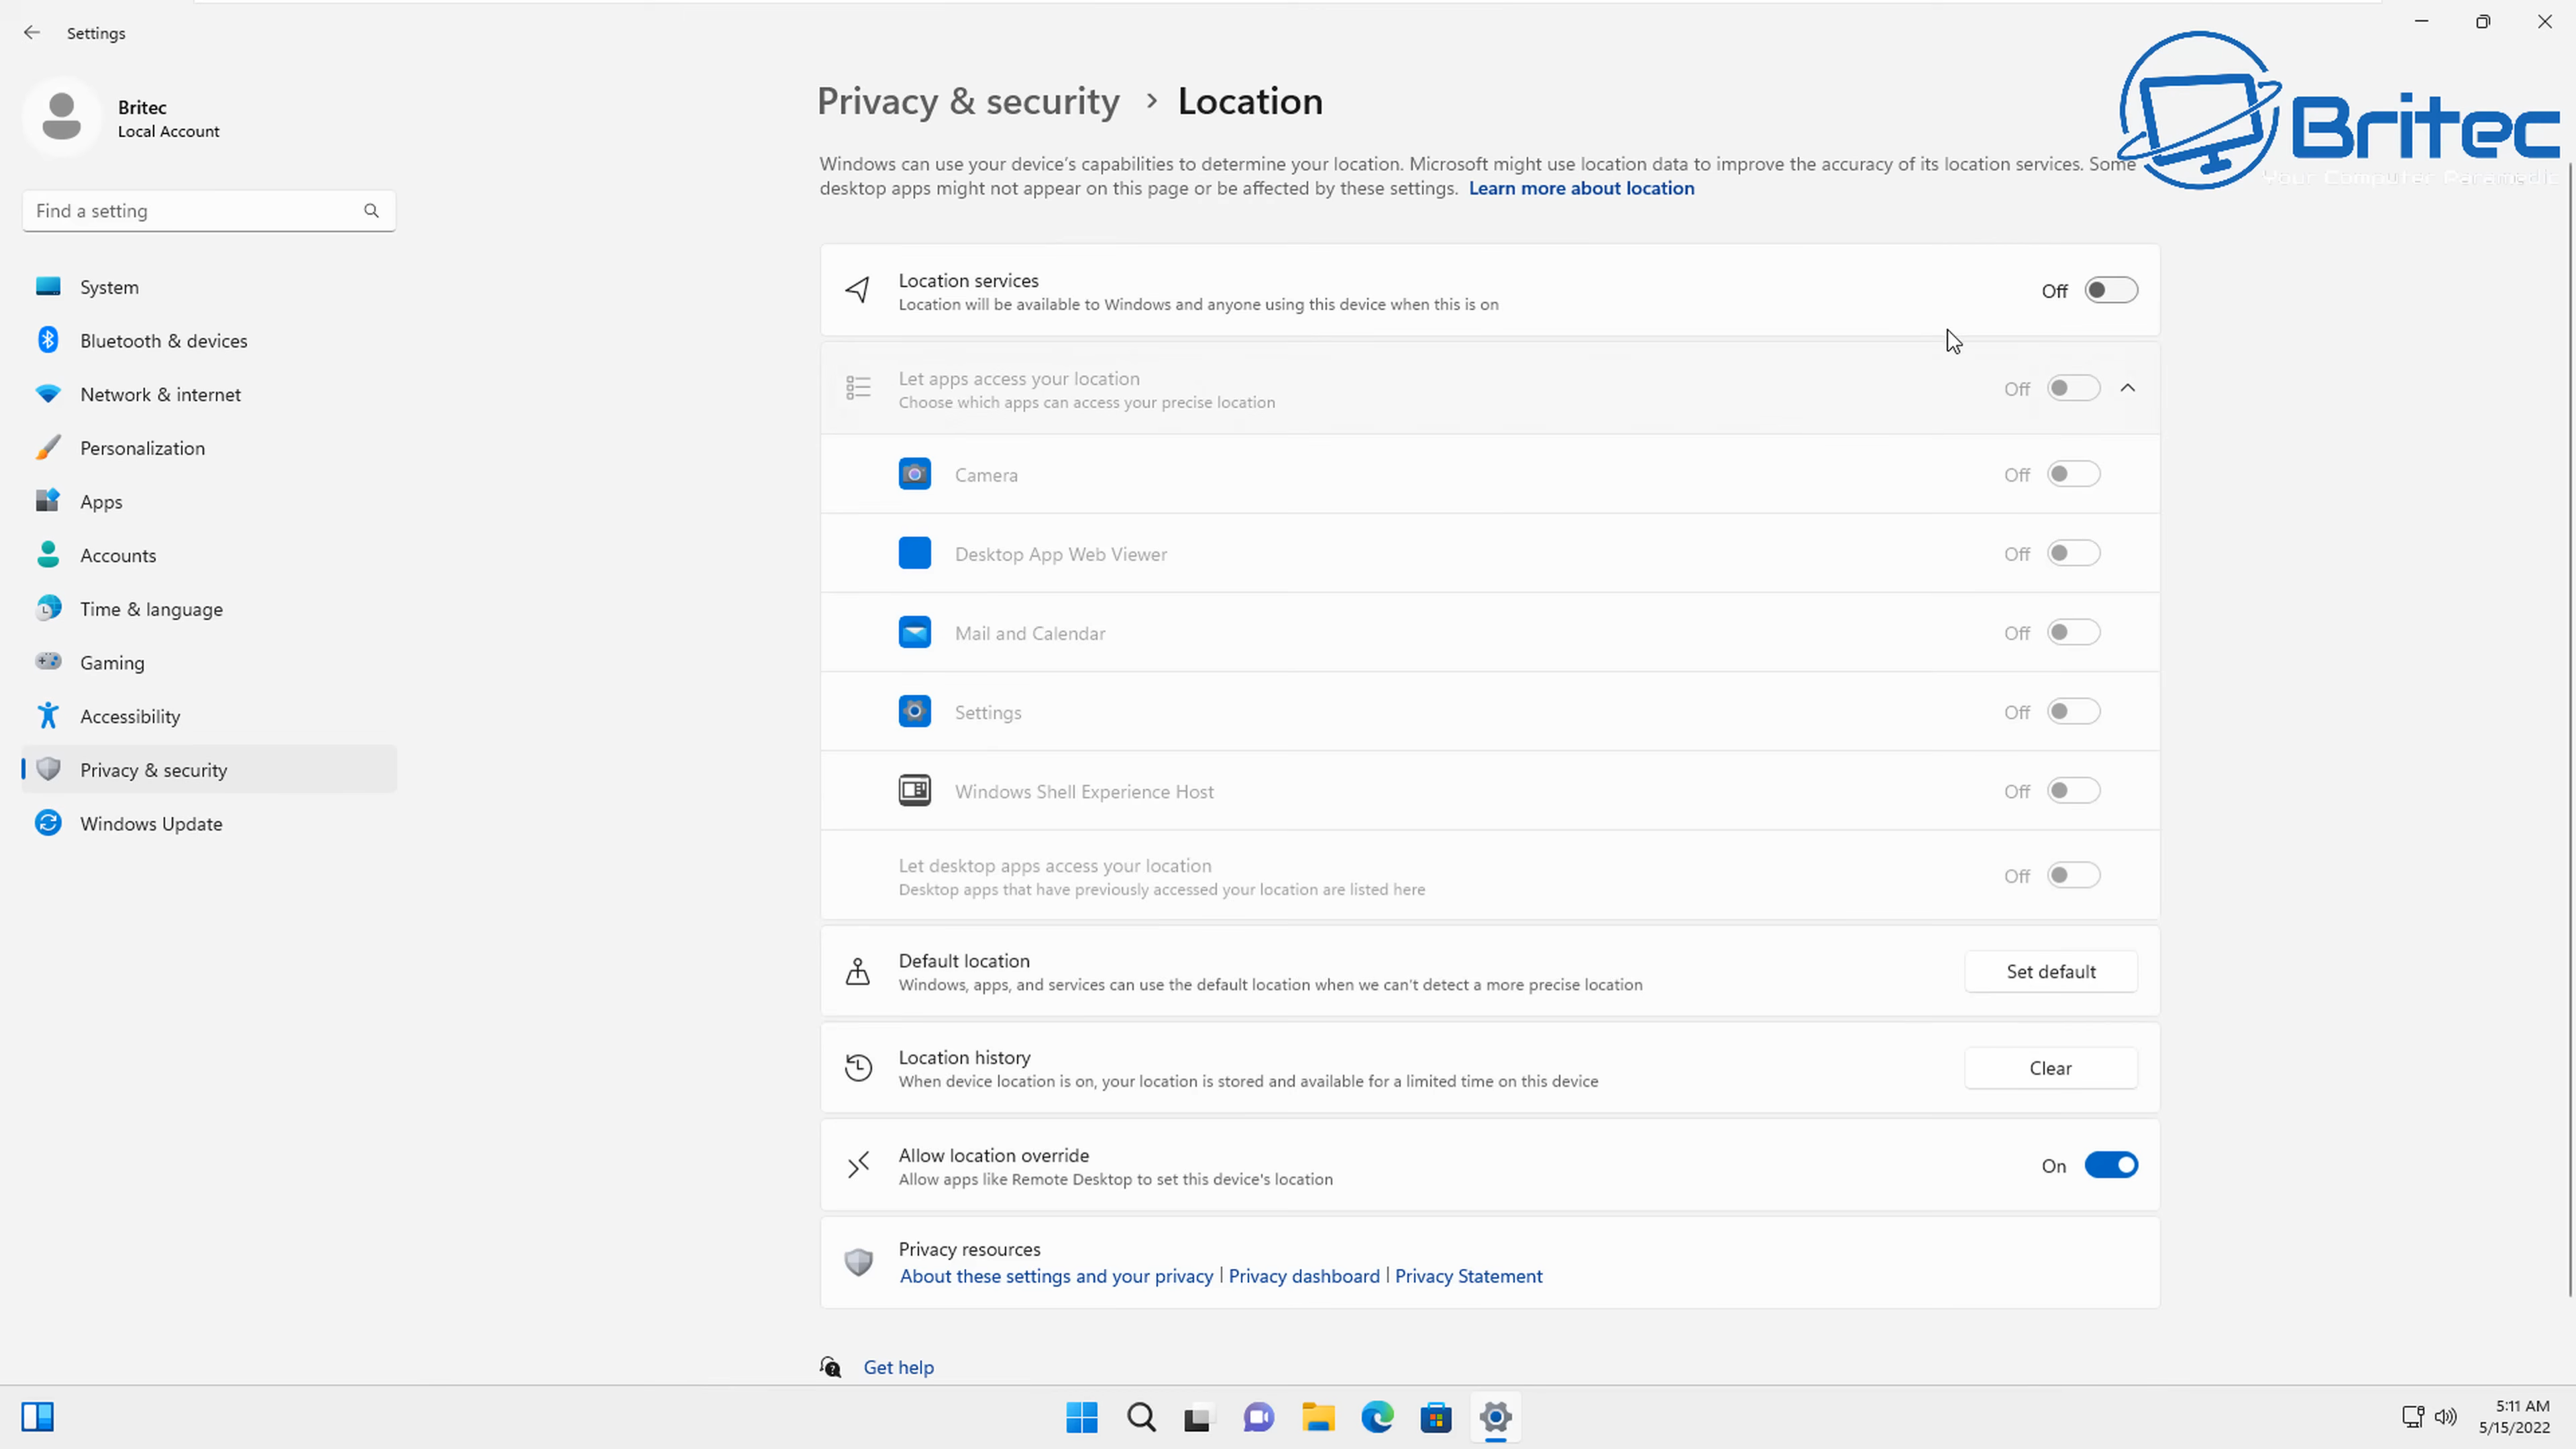 Settings
Britec
Local Account
Find a setting
System
Bluetooth & devices
Network & internet
Personalization
Apps
Accounts
Time & language
Gaming
Accessibility
Privacy & security
Windows Update
Privacy & security > Location
Windows can use your device's capabilities to determine your location. Microsoft might use location data to improve the accuracy of its location services. Some
desktop apps might not appear on this page or be affected by these settings. Learn more about location
Britec
Your Computer Paramedic
Location services
Location will be available to Windows and anyone using this device when this is on
Off
Let apps access your location
Choose which apps can access your precise location
Off
Camera
Off
Desktop App Web Viewer
Off
Mail and Calendar
Off
Settings
Off
Windows Shell Experience Host
Off
Let desktop apps access your location
Desktop apps that have previously accessed your location are listed here
Off
Default location
Windows, apps, and services can use the default location when we can't detect a more precise location
Set default
Location history
When device location is on, your location is stored and available for a limited time on this device
Clear
Allow location override
Allow apps like Remote Desktop to set this device's location
On
Privacy resources
About these settings and your privacy | Privacy dashboard | Privacy Statement
Get help
5:11 AM
5/15/2022